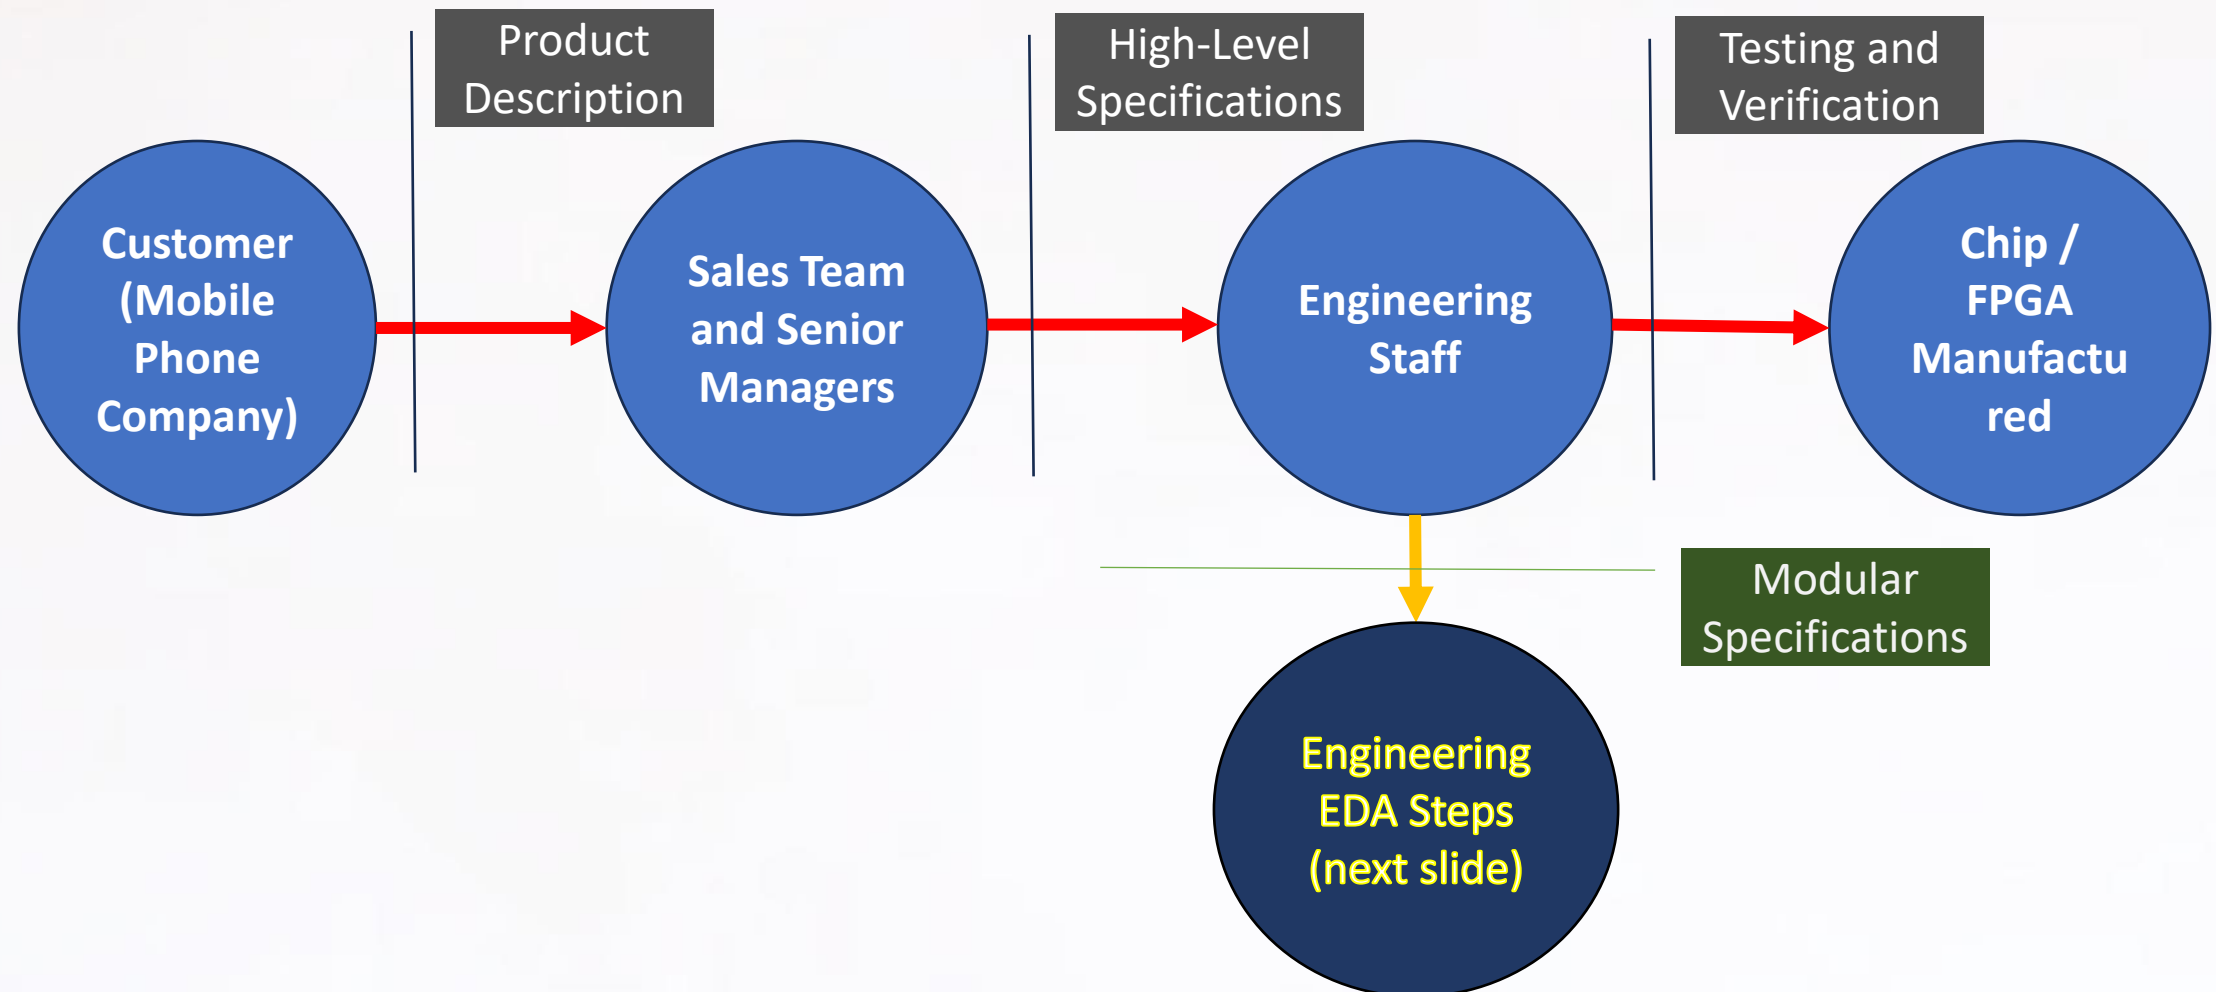 Product
Description
High-Level
Specifications
Testing and
Verification
Customer
(Mobile
Phone
Company)
Sales Team
and Senior
Managers
Engineering
Staff
Chip /
FPGA
Manufactu
red
Modular
Specifications
Engineering
EDA Steps
(next slide)